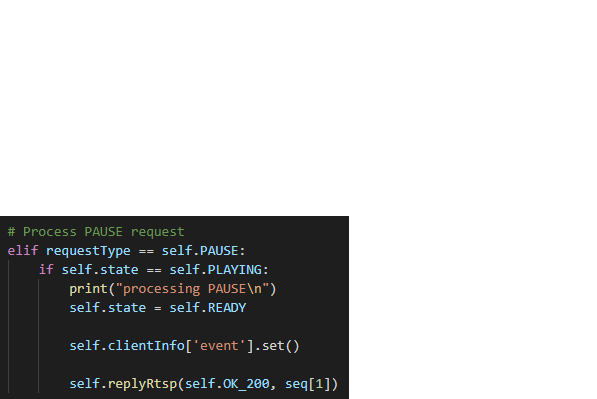 # Process PAUSE request
elif requestType == self.PAUSE:
    if self.state == self.PLAYING:
        print("processing PAUSE\n")
        self.state = self.READY
        self.clientInfo['event'].set()
        self.replyRtsp(self.OK_200, seq[1])